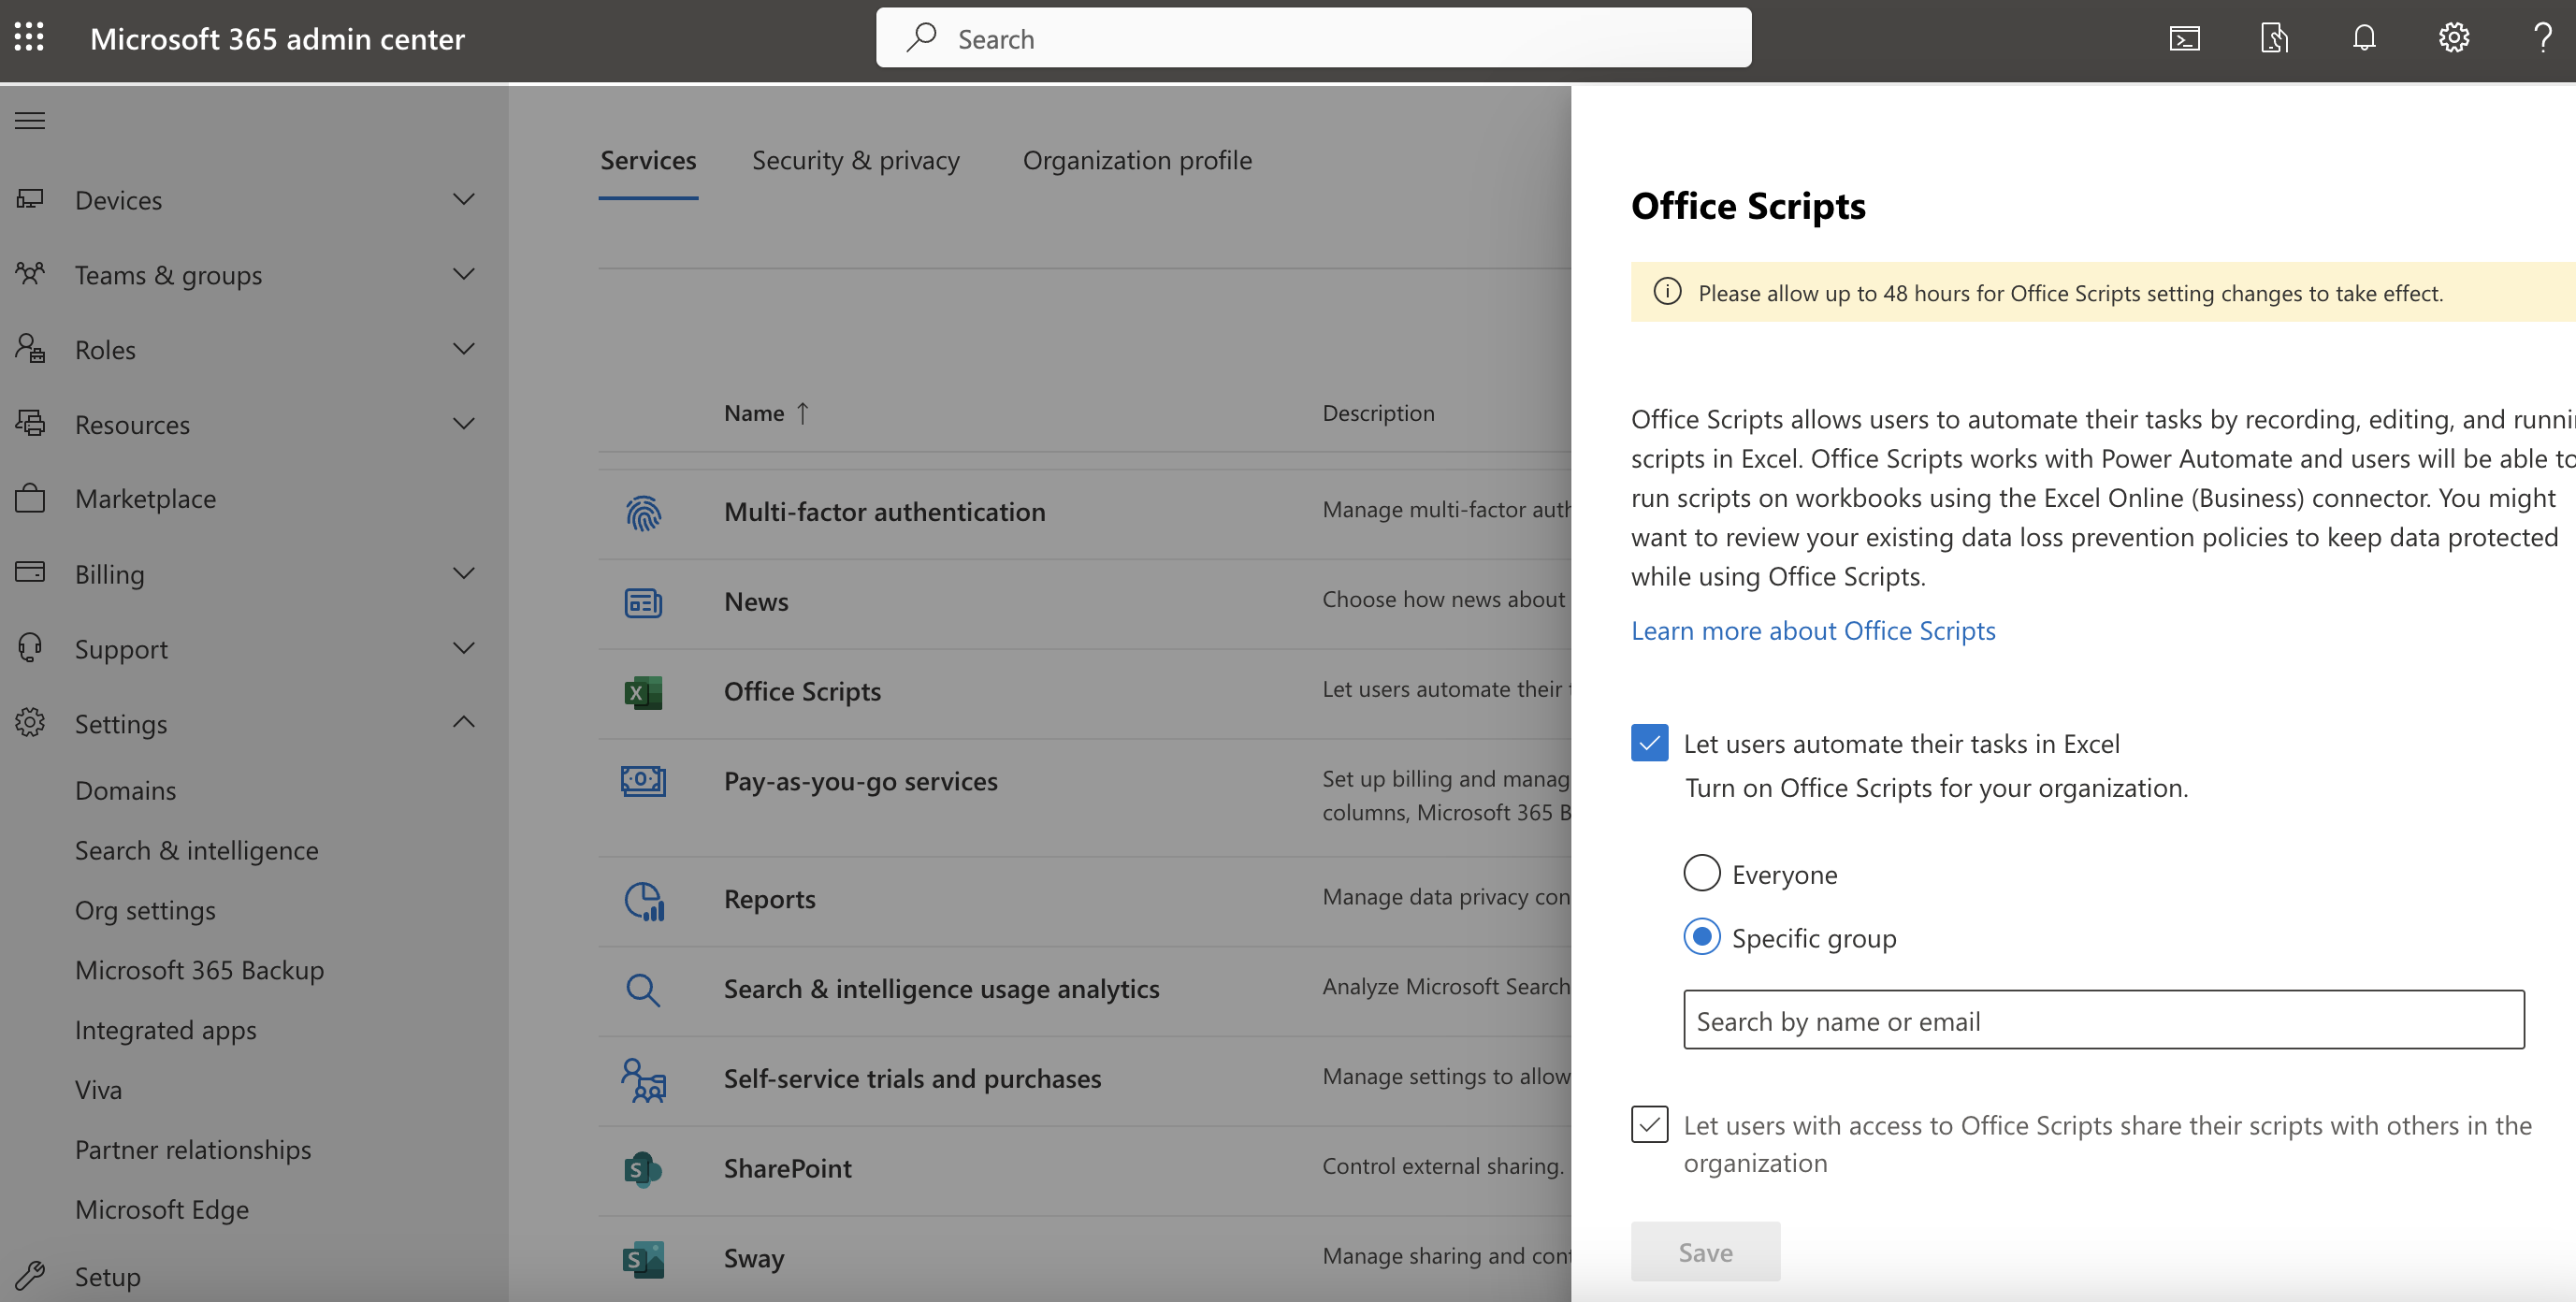 Microsoft 365 admin center
Search
Devices
Teams & groups
Roles
Resources
Marketplace
Billing
Support
Settings
Domains
Search & intelligence
Org settings
Microsoft 365 Backup
Integrated apps
Viva
Partner relationships
Microsoft Edge
Setup
Services
Security & privacy
Organization profile
Name ↑
Description
Multi-factor authentication
Manage multi-factor auth
News
Choose how news about
Office Scripts
Let users automate their
Pay-as-you-go services
Set up billing and manag
columns, Microsoft 365 B
Reports
Manage data privacy con
Search & intelligence usage analytics
Analyze Microsoft Search
Self-service trials and purchases
Manage settings to allow
SharePoint
Control external sharing.
Sway
Manage sharing and cont
Office Scripts
Please allow up to 48 hours for Office Scripts setting changes to take effect.
Office Scripts allows users to automate their tasks by recording, editing, and runni
scripts in Excel. Office Scripts works with Power Automate and users will be able to
run scripts on workbooks using the Excel Online (Business) connector. You might
want to review your existing data loss prevention policies to keep data protected
while using Office Scripts.
Learn more about Office Scripts
Let users automate their tasks in Excel
Turn on Office Scripts for your organization.
Everyone
Specific group
Search by name or email
Let users with access to Office Scripts share their scripts with others in the
organization
Save